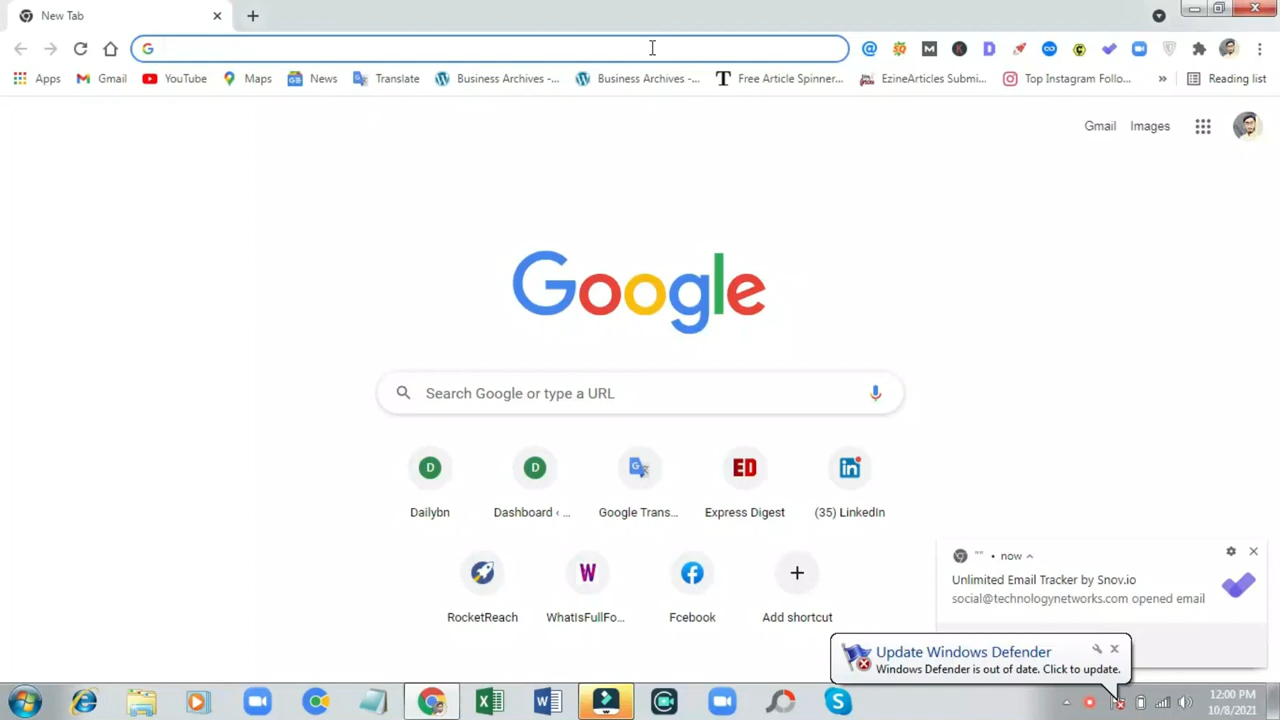 New Tab
Apps Gmail YouTube Maps News Translate Business Archives -... Business Archives -... Free Article Spinner... EzineArticles Submi... Top Instagram Follo... » Reading list
Gmail Images
Google
Search Google or type a URL
Dailybn Dashboard ‹ ... Google Trans... Express Digest (35) LinkedIn
RocketReach WhatIsFullFo... Fcebook Add shortcut
"" • now
Unlimited Email Tracker by Snov.io
social@technologynetworks.com opened email
Update Windows Defender
Windows Defender is out of date. Click to update.
12:00 PM
10/8/2021